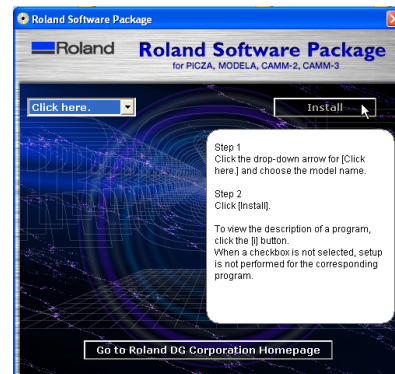 Roland Software Package
Roland
Roland Software Package
for PICZA, MODELA, CAMM-2, CAMM-3
Click here.
Install
Step 1
Click the drop-down arrow for [Click
here.] and choose the model name.
Step 2
Click [Install].
To view the description of a program,
click the [i] button.
When a checkbox is not selected, setup
is not performed for the corresponding
program.
Go to Roland DG Corporation Homepage